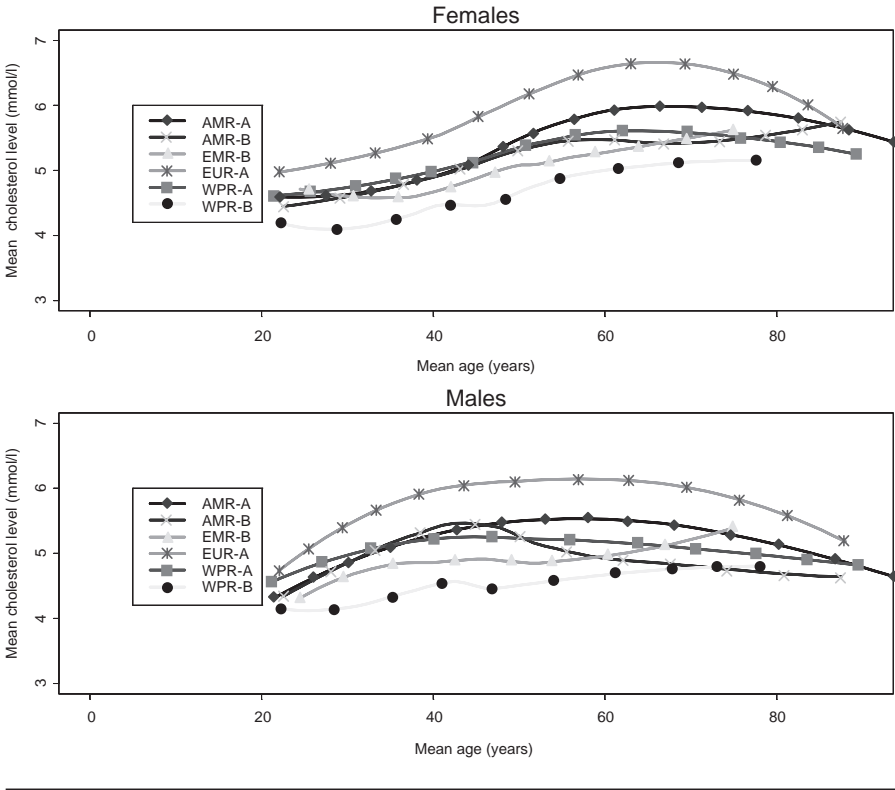 Females
Mean cholesterol level (mmol/l)
7
6
5
4
3
AMR-A
AMR-B
EMR-B
EUR-A
WPR-A
WPR-B
0 20 40 60 80
Mean age (years)
Males
Mean cholesterol level (mmol/l)
7
6
5
4
3
AMR-A
AMR-B
EMR-B
EUR-A
WPR-A
WPR-B
0 20 40 60 80
Mean age (years)